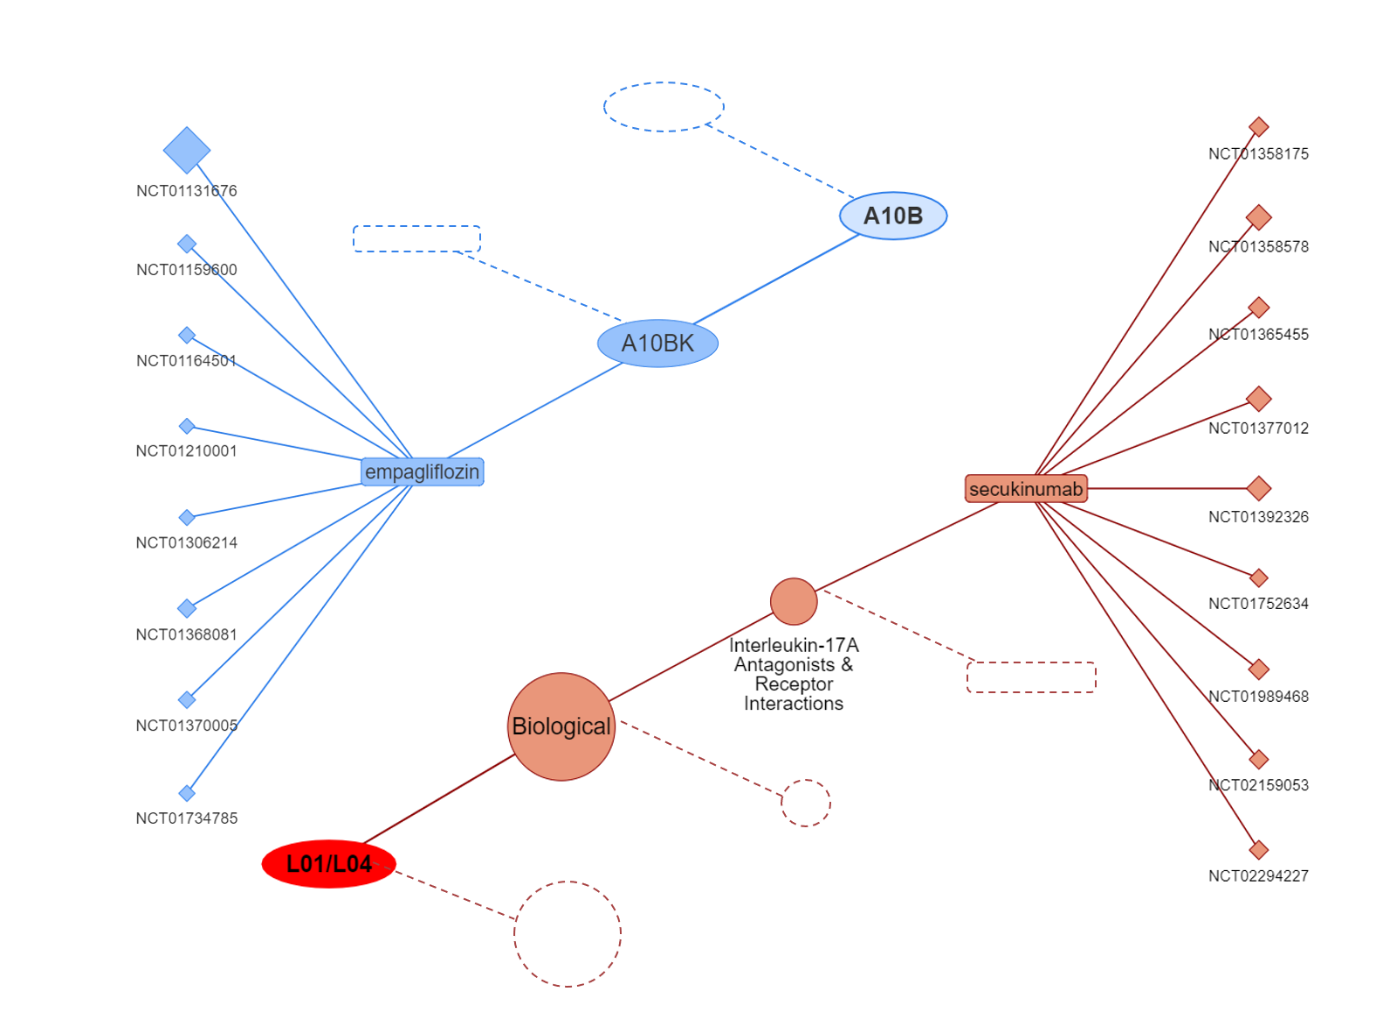 NCT01131676
NCT01159600
NCT01164501
NCT01210001
NCT01306214
NCT01368081
NCT01370005
NCT01734785
empagliflozin
A10BK
A10B
L01/L04
Biological
Interleukin-17A
Antagonists &
Receptor
Interactions
secukinumab
NCT01358175
NCT01358578
NCT01365455
NCT01377012
NCT01392326
NCT01752634
NCT01989468
NCT02159053
NCT02294227